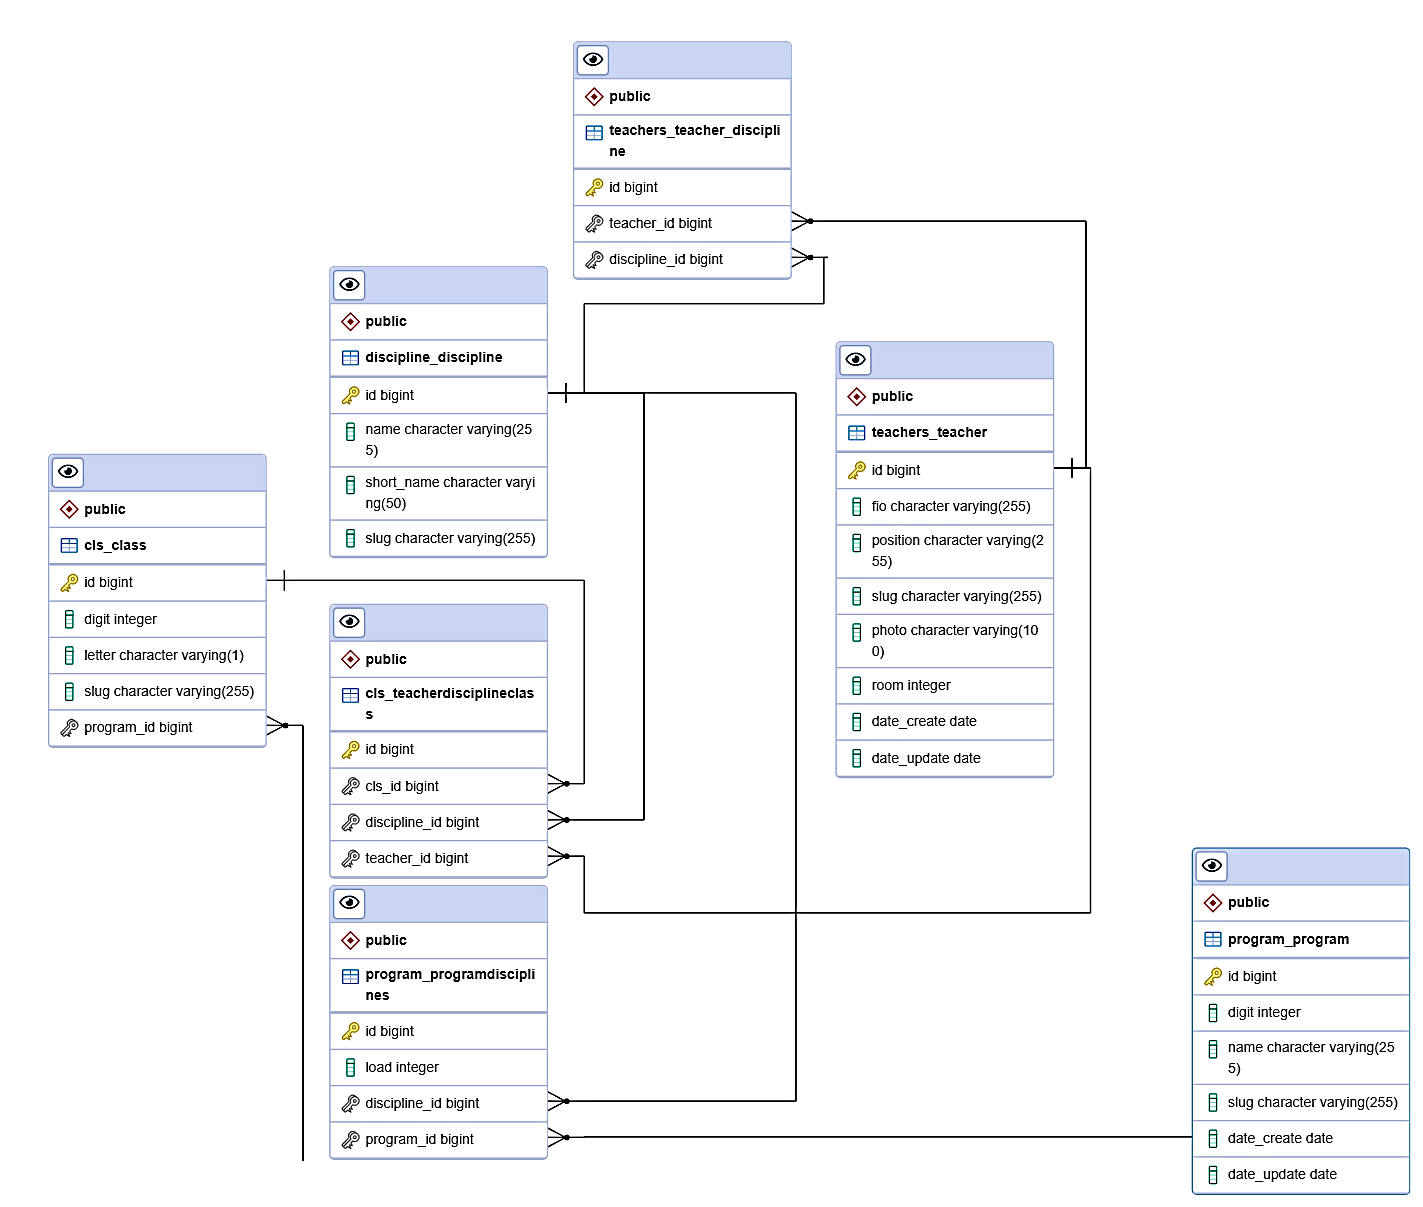 public
teachers_teacher_discipli
ne
id bigint
teacher_id bigint
discipline_id bigint
public
discipline_discipline
id bigint
name character varying(25
5)
short_name character varyi
ng(50)
slug character varying(255)
public
teachers_teacher
id bigint
fio character varying(255)
position character varying(2
55)
slug character varying(255)
photo character varying(10
0)
room integer
date_create date
date_update date
public
cls_class
id bigint
digit integer
letter character varying(1)
slug character varying(255)
program_id bigint
public
cls_teacherdisciplineclas
s
id bigint
cls_id bigint
discipline_id bigint
teacher_id bigint
public
program_programdiscipli
nes
id bigint
load integer
discipline_id bigint
program_id bigint
public
program_program
id bigint
digit integer
name character varying(25
5)
slug character varying(255)
date_create date
date_update date